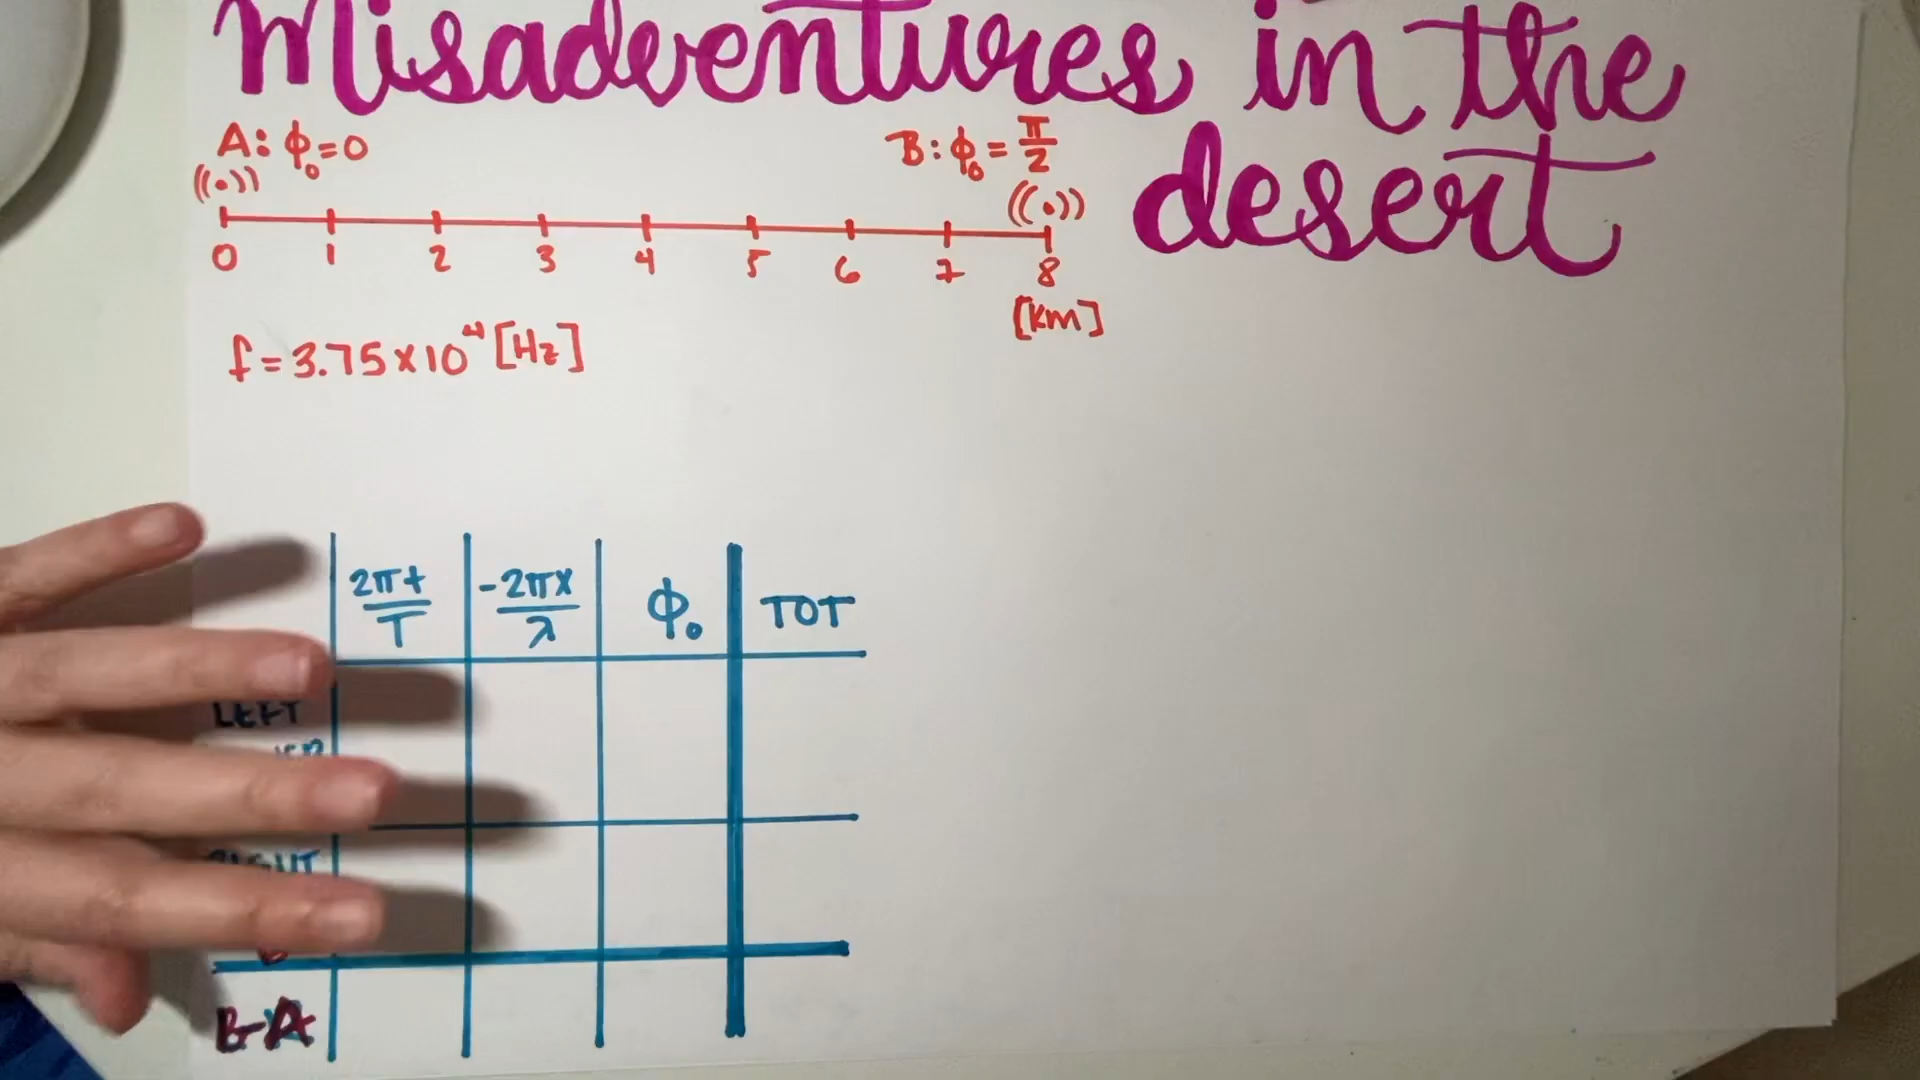 misadventures in the
desert
A: ϕ₀=0
B: ϕ₀=π/2
((•))
((•))
0 1 2 3 4 5 6 7 8
[km]
f=3.75×10⁴[Hz]
2πt/T -2πx/λ ϕ₀ TOT
LEFT
B-A